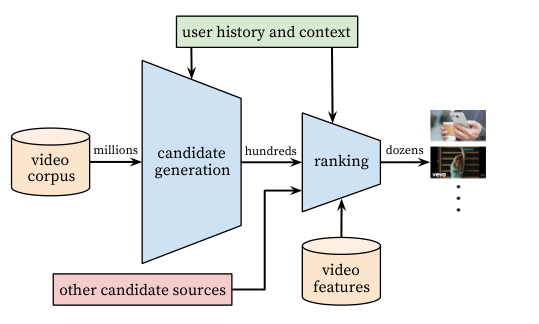 user history and context
video
corpus
millions
candidate
generation
hundreds
ranking
dozens
vevo
other candidate sources
video
features